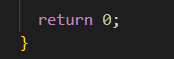 return 0;
}